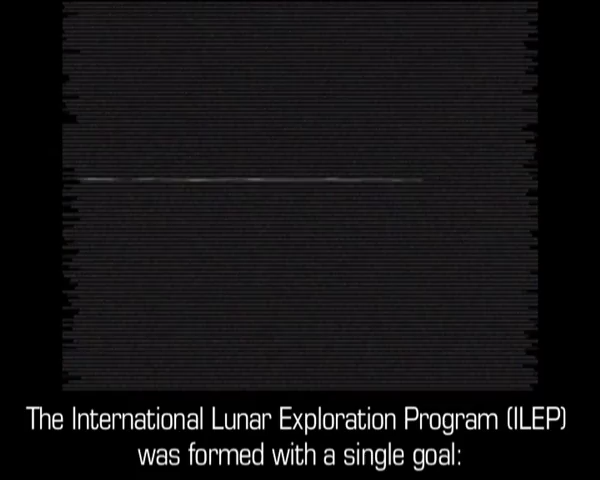 The International Lunar Exploration Program (ILEP)
was formed with a single goal: